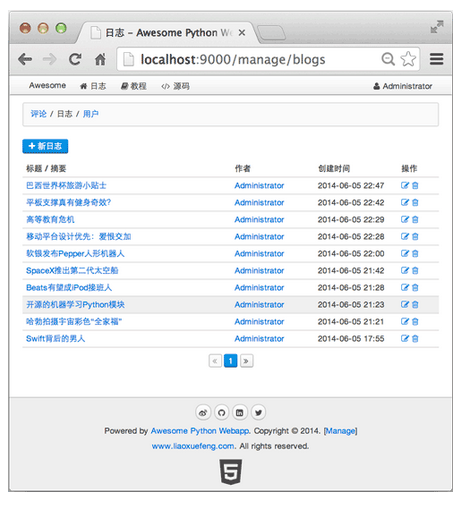 日志 - Awesome Python We
localhost:9000/manage/blogs
Awesome 日志 教程 源码 Administrator
评论 / 日志 / 用户
+ 新日志
标题 / 摘要 作者 创建时间 操作
巴西世界杯旅游小贴士 Administrator 2014-06-05 22:47
平板支撑真有健身奇效? Administrator 2014-06-05 22:42
高等教育危机 Administrator 2014-06-05 22:29
移动平台设计优先：爱恨交加 Administrator 2014-06-05 22:28
软银发布Pepper人形机器人 Administrator 2014-06-05 22:00
SpaceX推出第二代太空船 Administrator 2014-06-05 21:42
Beats有望成iPod接班人 Administrator 2014-06-05 21:28
开源的机器学习Python模块 Administrator 2014-06-05 21:23
哈勃拍摄宇宙彩色“全家福” Administrator 2014-06-05 21:21
Swift背后的男人 Administrator 2014-06-05 17:55
« 1 »
Powered by Awesome Python Webapp. Copyright © 2014. [Manage]
www.liaoxuefeng.com. All rights reserved.
5